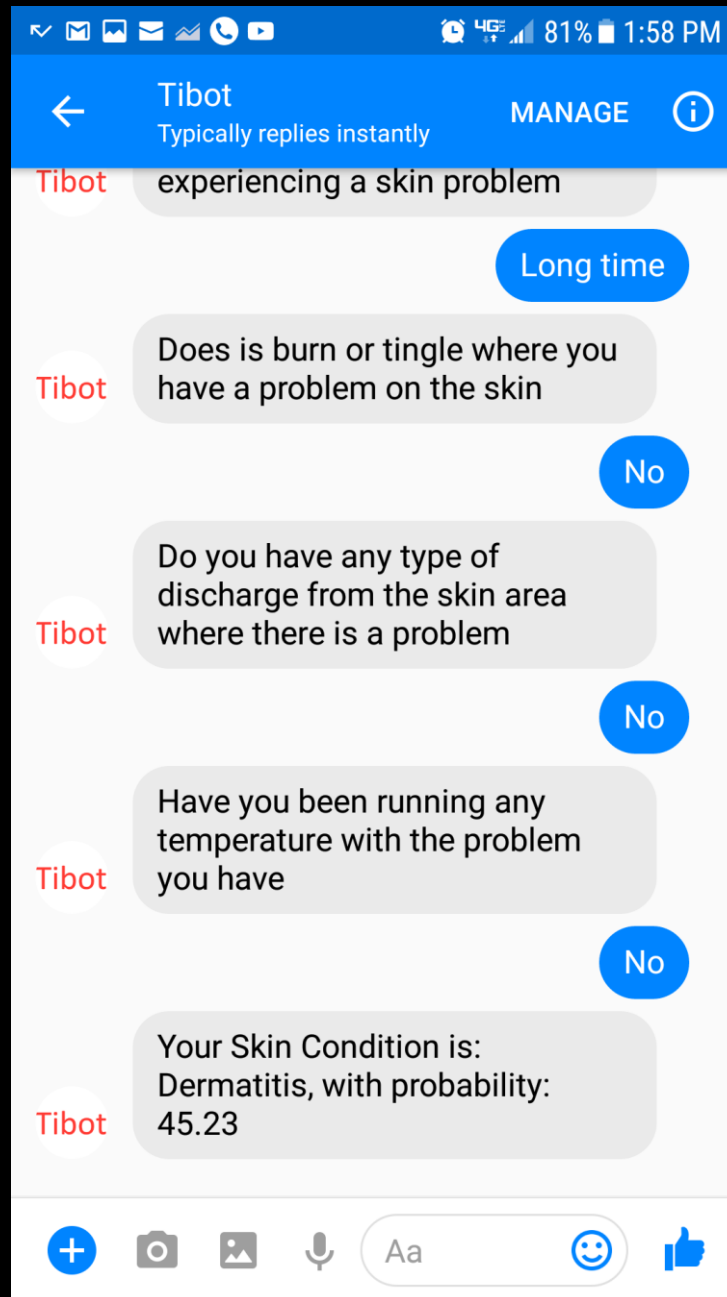 4GE 81% 1:58 PM
Tibot
Typically replies instantly
MANAGE
Tibot
experiencing a skin problem
Long time
Does is burn or tingle where you
have a problem on the skin
Tibot
No
Do you have any type of
discharge from the skin area
where there is a problem
Tibot
No
Have you been running any
temperature with the problem
you have
Tibot
No
Your Skin Condition is:
Dermatitis, with probability:
45.23
Tibot
Aa